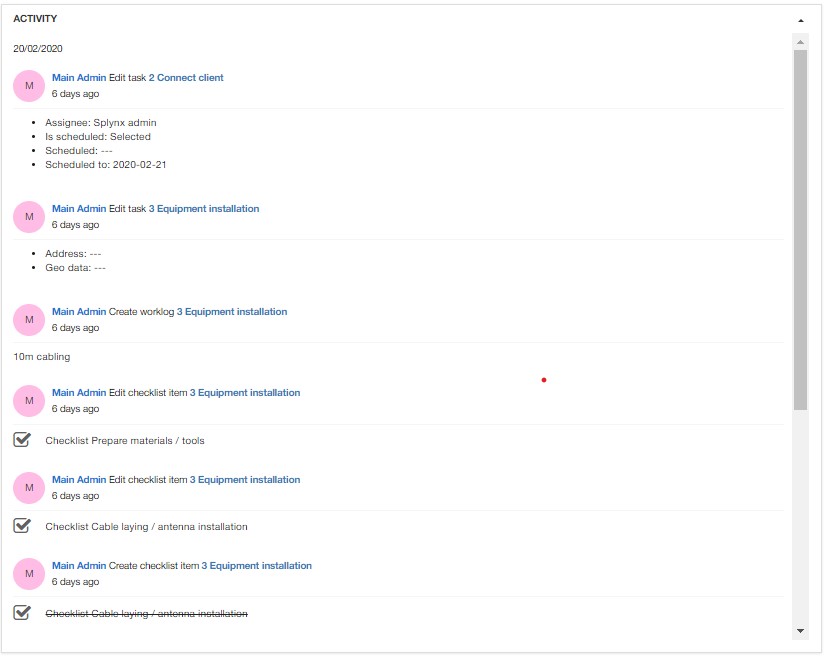 ACTIVITY
20/02/2020
M
Main Admin Edit task 2 Connect client
6 days ago
Assignee: Splynx admin
Is scheduled: Selected
Scheduled: ---
Scheduled to: 2020-02-21
M
Main Admin Edit task 3 Equipment installation
6 days ago
Address: ---
Geo data: ---
M
Main Admin Create worklog 3 Equipment installation
6 days ago
10m cabling
M
Main Admin Edit checklist item 3 Equipment installation
6 days ago
Checklist Prepare materials / tools
M
Main Admin Edit checklist item 3 Equipment installation
6 days ago
Checklist Cable laying / antenna installation
M
Main Admin Create checklist item 3 Equipment installation
6 days ago
Checklist Cable laying / antenna installation